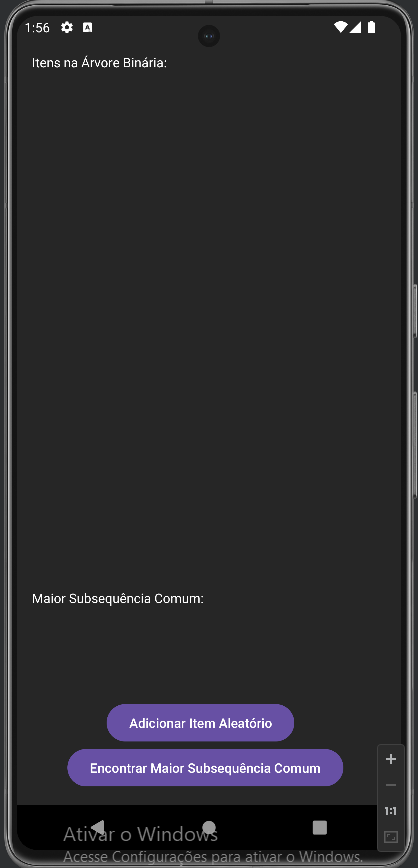 1:56
Itens na Árvore Binária:
Maior Subsequência Comum:
Adicionar Item Aleatório
Encontrar Maior Subsequência Comum
1:1
Ativar o Windows
Acesse Configurações para ativar o Windows.